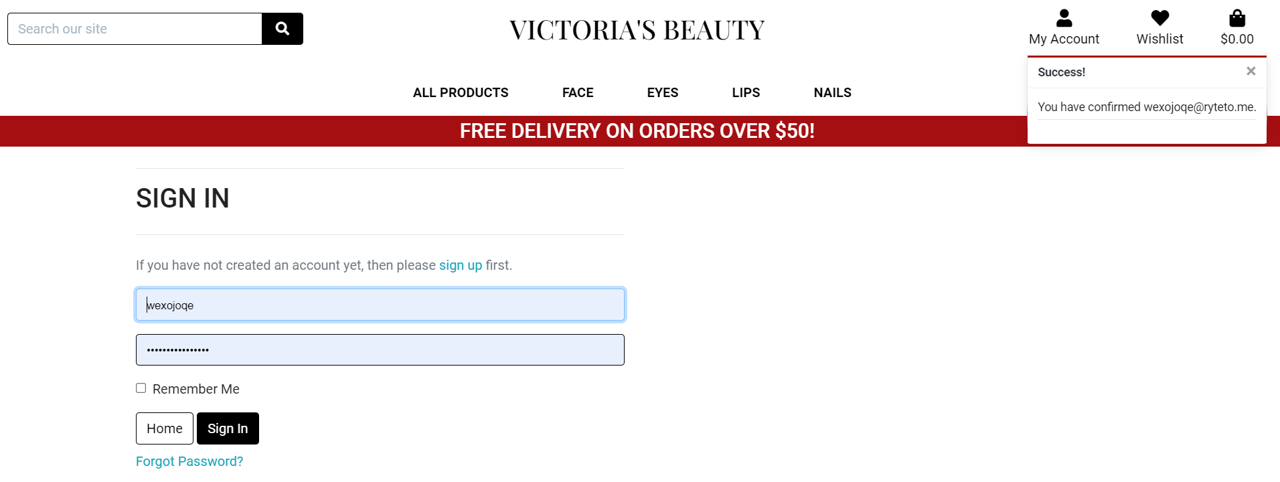 Search our site
VICTORIA'S BEAUTY
My Account
Wishlist
$0.00
Success!
×
You have confirmed wexojoqe@ryteto.me.
ALL PRODUCTS
FACE
EYES
LIPS
NAILS
FREE DELIVERY ON ORDERS OVER $50!
SIGN IN
If you have not created an account yet, then please sign up first.
wexojoqe
••••••••••••••••
Remember Me
Home
Sign In
Forgot Password?